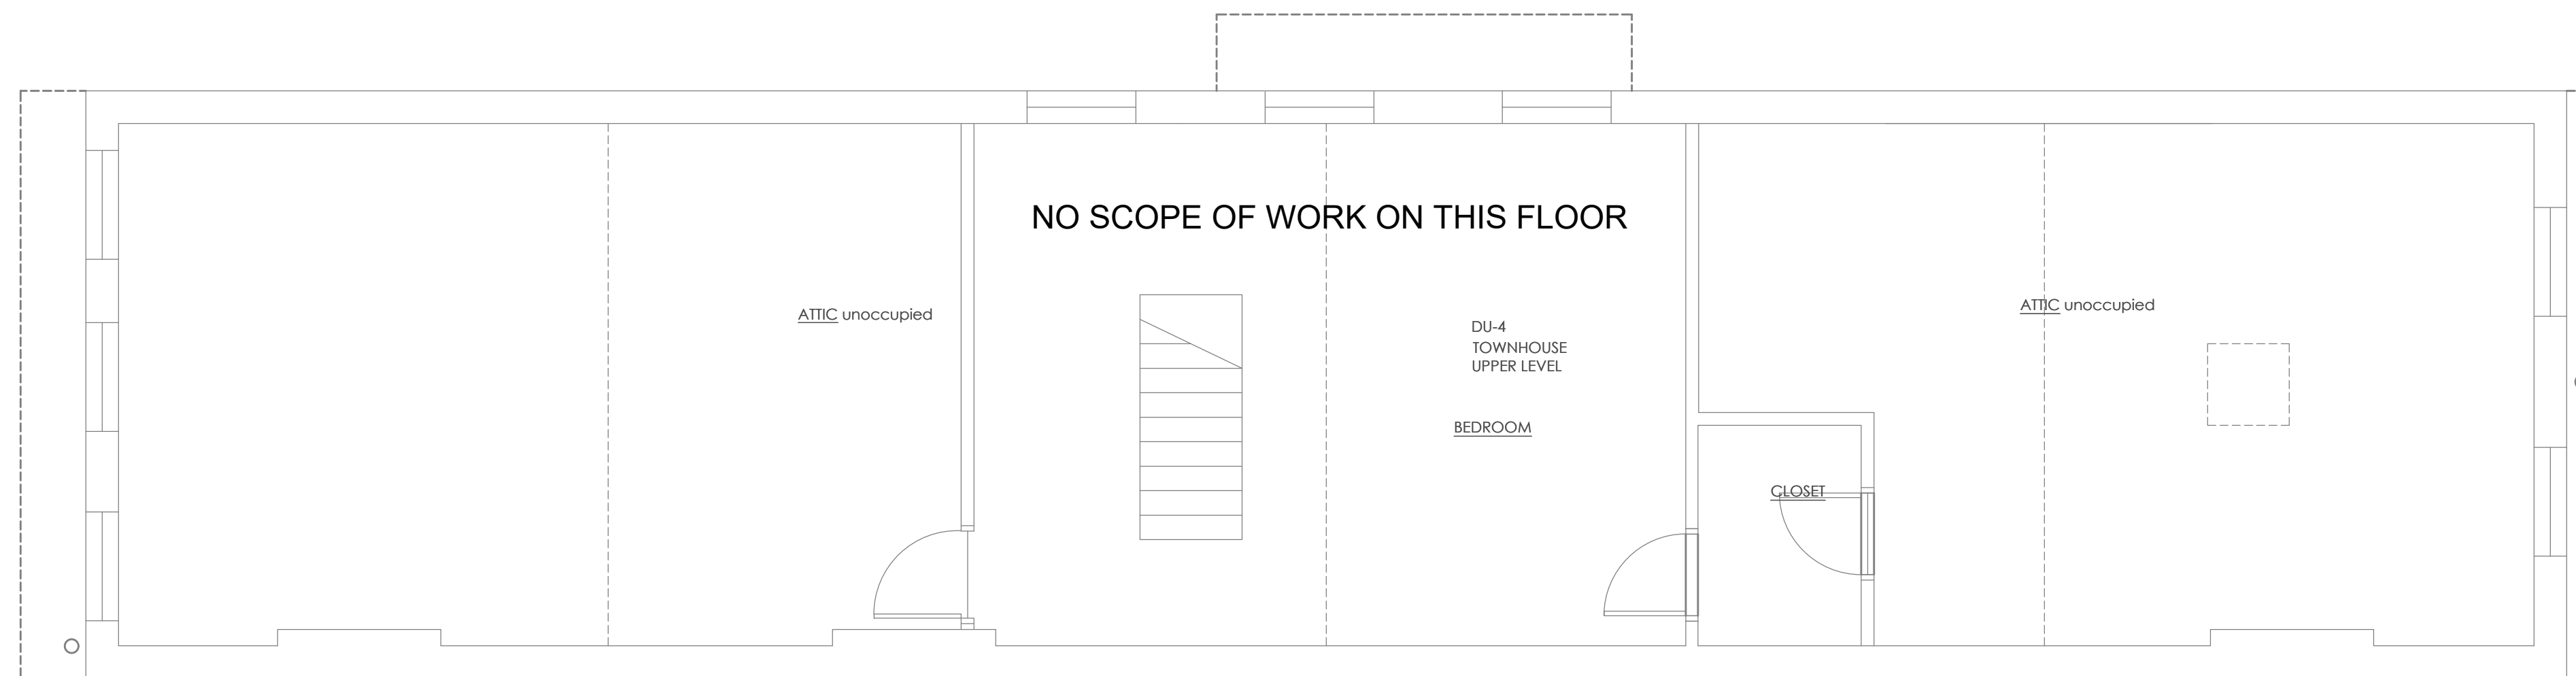 NO SCOPE OF WORK ON THIS FLOOR
ATTIC unoccupied
DU-4
TOWNHOUSE
UPPER LEVEL
BEDROOM
CLOSET
ATTIC unoccupied